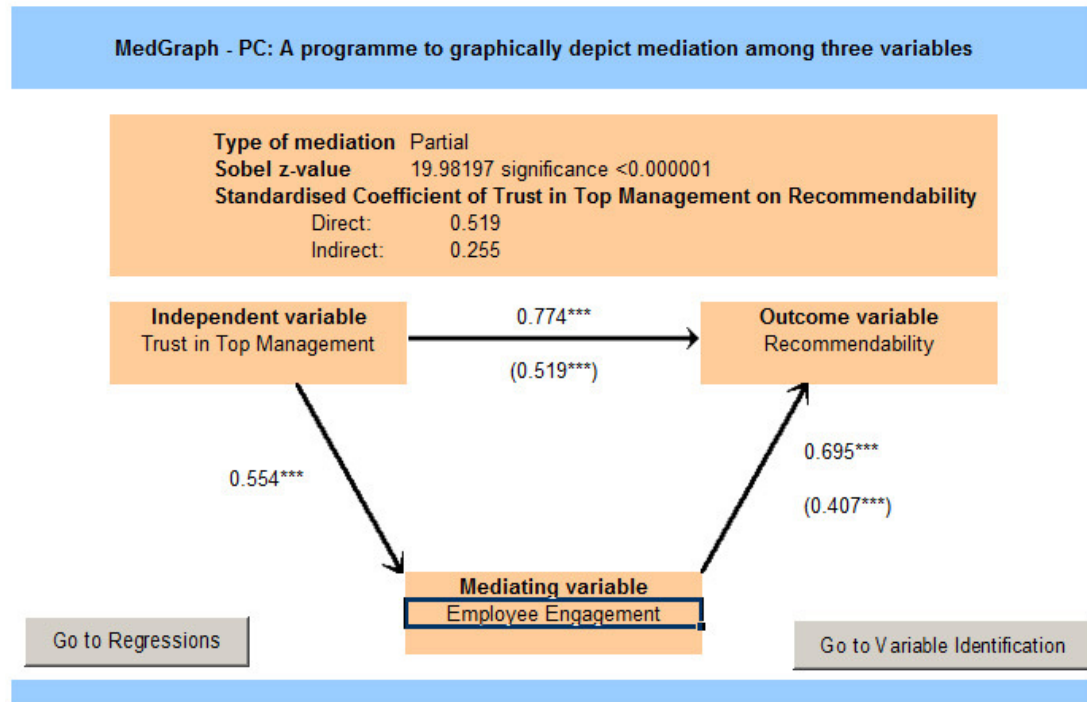 MedGraph - PC: A programme to graphically depict mediation among three variables
Type of mediation Partial
Sobel z-value 19.98197 significance <0.000001
Standardised Coefficient of Trust in Top Management on Recommendability
Direct: 0.519
Indirect: 0.255
Independent variable
Trust in Top Management
0.774***
(0.519***)
Outcome variable
Recommendability
0.554***
0.695***
(0.407***)
Mediating variable
Employee Engagement
Go to Regressions
Go to Variable Identification